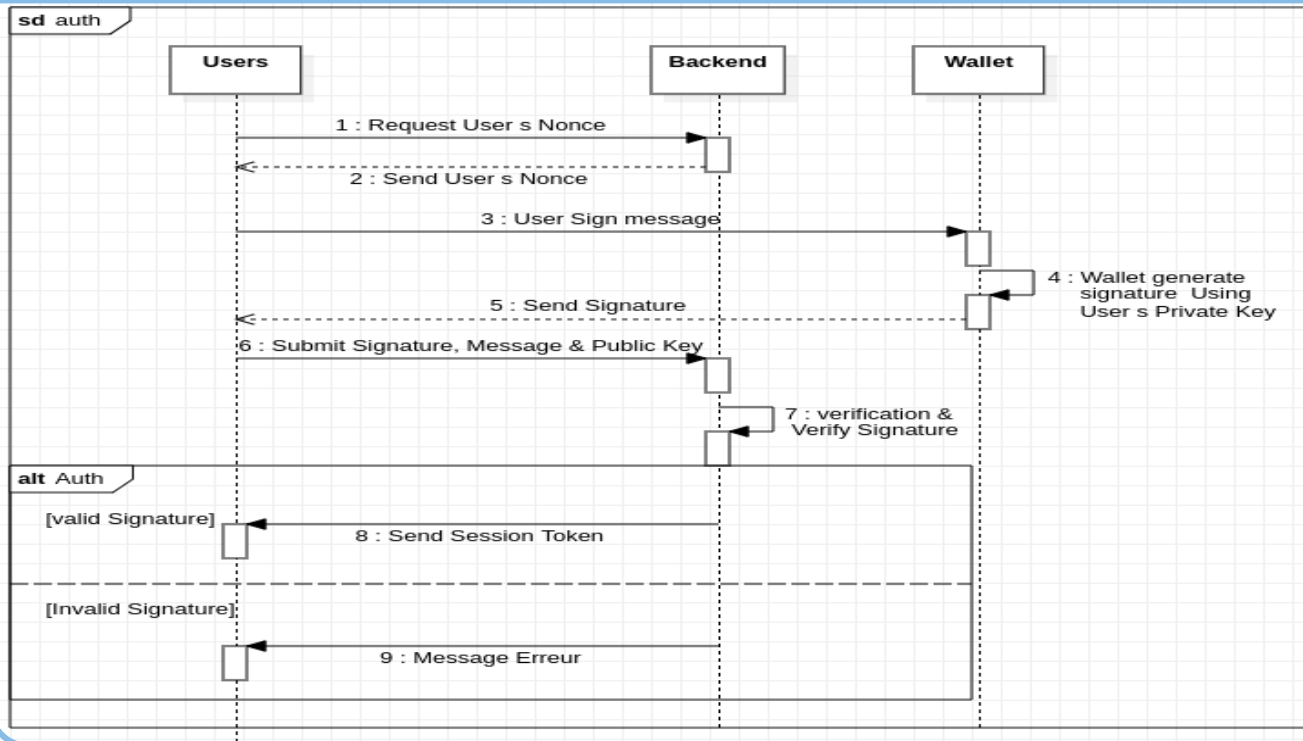 sd auth
Users
Backend
Wallet
1 : Request User s Nonce
2 : Send User s Nonce
3 : User Sign message
4 : Wallet generate
signature Using
User s Private Key
5 : Send Signature
6 : Submit Signature, Message & Public Key
7 : verification &
Verify Signature
alt Auth
[valid Signature]
8 : Send Session Token
[Invalid Signature]
9 : Message Erreur